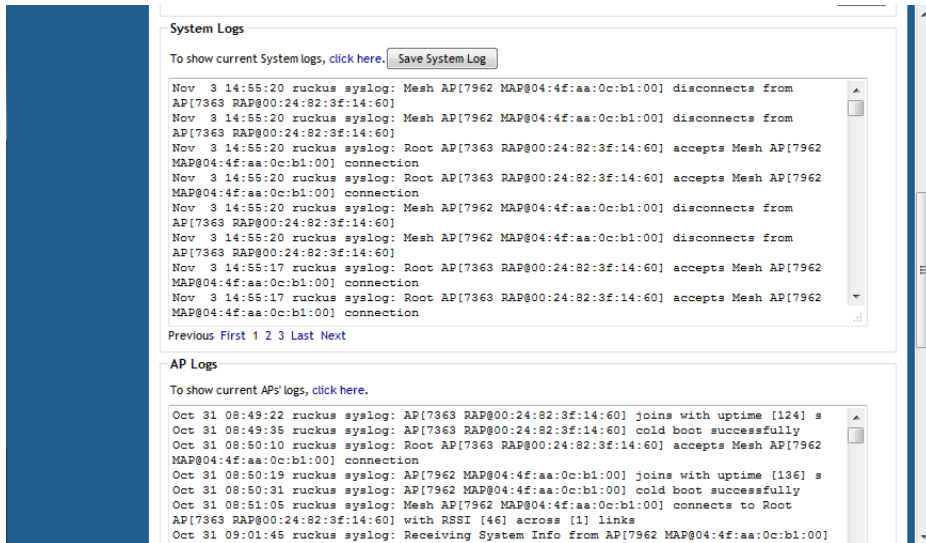 System Logs
To show current System logs, click here. Save System Log
Nov  3 14:55:20 ruckus syslog: Mesh AP[7962 MAP@04:4f:aa:0c:b1:00] disconnects from
AP[7363 RAP@00:24:82:3f:14:60]
Nov  3 14:55:20 ruckus syslog: Mesh AP[7962 MAP@04:4f:aa:0c:b1:00] disconnects from
AP[7363 RAP@00:24:82:3f:14:60]
Nov  3 14:55:20 ruckus syslog: Root AP[7363 RAP@00:24:82:3f:14:60] accepts Mesh AP[7962
MAP@04:4f:aa:0c:b1:00] connection
Nov  3 14:55:20 ruckus syslog: Root AP[7363 RAP@00:24:82:3f:14:60] accepts Mesh AP[7962
MAP@04:4f:aa:0c:b1:00] connection
Nov  3 14:55:20 ruckus syslog: Mesh AP[7962 MAP@04:4f:aa:0c:b1:00] disconnects from
AP[7363 RAP@00:24:82:3f:14:60]
Nov  3 14:55:20 ruckus syslog: Mesh AP[7962 MAP@04:4f:aa:0c:b1:00] disconnects from
AP[7363 RAP@00:24:82:3f:14:60]
Nov  3 14:55:17 ruckus syslog: Root AP[7363 RAP@00:24:82:3f:14:60] accepts Mesh AP[7962
MAP@04:4f:aa:0c:b1:00] connection
Nov  3 14:55:17 ruckus syslog: Root AP[7363 RAP@00:24:82:3f:14:60] accepts Mesh AP[7962
MAP@04:4f:aa:0c:b1:00] connection
Previous First 1 2 3 Last Next
AP Logs
To show current APs' logs, click here.
Oct 31 08:49:22 ruckus syslog: AP[7363 RAP@00:24:82:3f:14:60] joins with uptime [124] s
Oct 31 08:49:35 ruckus syslog: AP[7363 RAP@00:24:82:3f:14:60] cold boot successfully
Oct 31 08:50:10 ruckus syslog: Root AP[7363 RAP@00:24:82:3f:14:60] accepts Mesh AP[7962
MAP@04:4f:aa:0c:b1:00] connection
Oct 31 08:50:19 ruckus syslog: AP[7962 MAP@04:4f:aa:0c:b1:00] joins with uptime [136] s
Oct 31 08:50:31 ruckus syslog: AP[7962 MAP@04:4f:aa:0c:b1:00] cold boot successfully
Oct 31 08:51:05 ruckus syslog: Mesh AP[7962 MAP@04:4f:aa:0c:b1:00] connects to Root
AP[7363 RAP@00:24:82:3f:14:60] with RSSI [46] across [1] links
Oct 31 09:01:45 ruckus syslog: Receiving System Info from AP[7962 MAP@04:4f:aa:0c:b1:00]